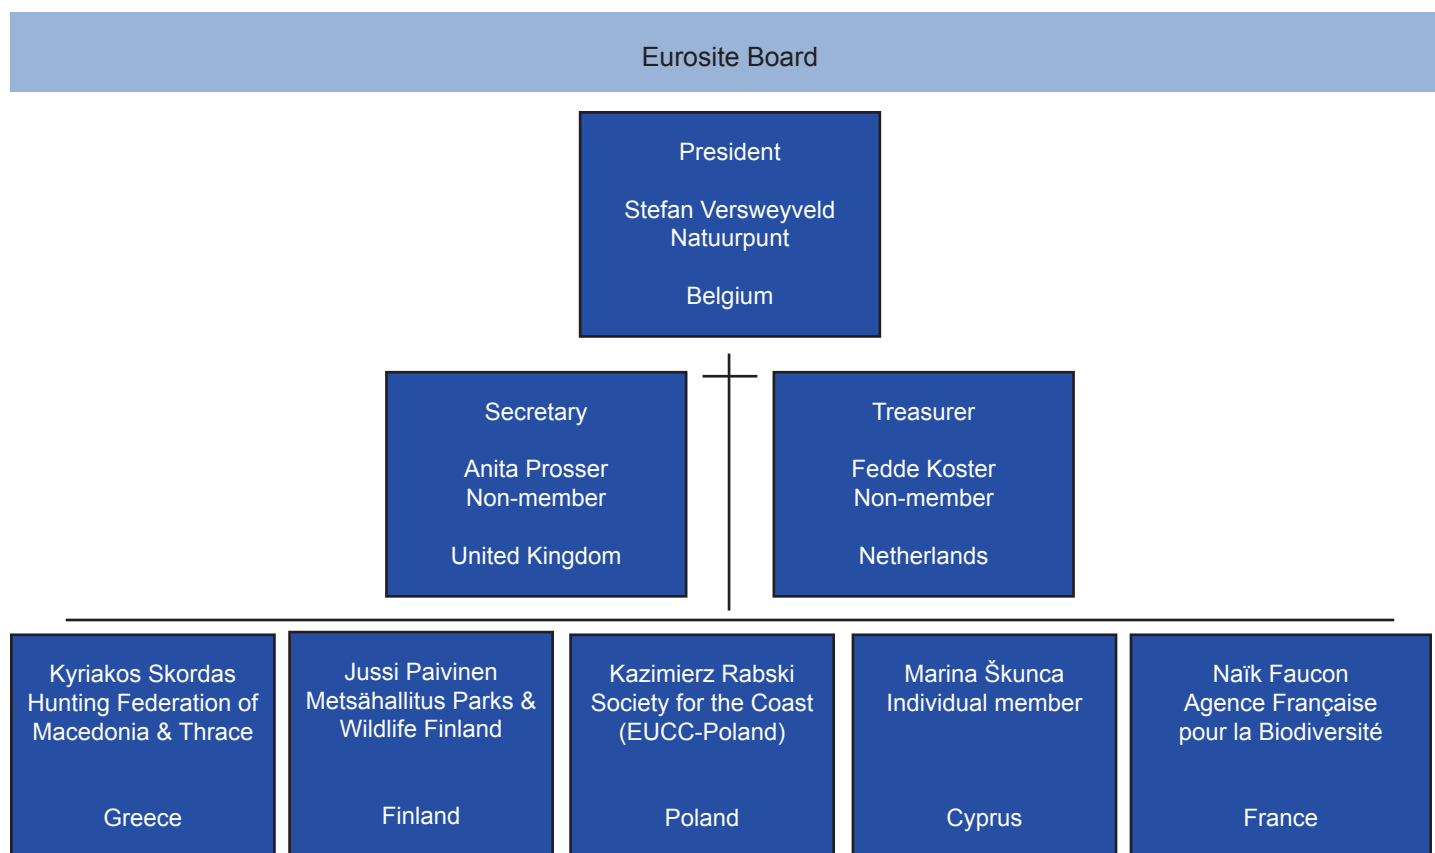 Eurosite Board
President
Stefan Versweyveld
Natuurpunt
Belgium
Secretary
Anita Prosser
Non-member
United Kingdom
Treasurer
Fedde Koster
Non-member
Netherlands
Kyriakos Skordas
Hunting Federation of
Macedonia & Thrace
Greece
Jussi Paivinen
Metsähallitus Parks &
Wildlife Finland
Finland
Kazimierz Rabski
Society for the Coast
(EUCC-Poland)
Poland
Marina Škunca
Individual member
Cyprus
Naïk Faucon
Agence Française
pour la Biodiversité
France